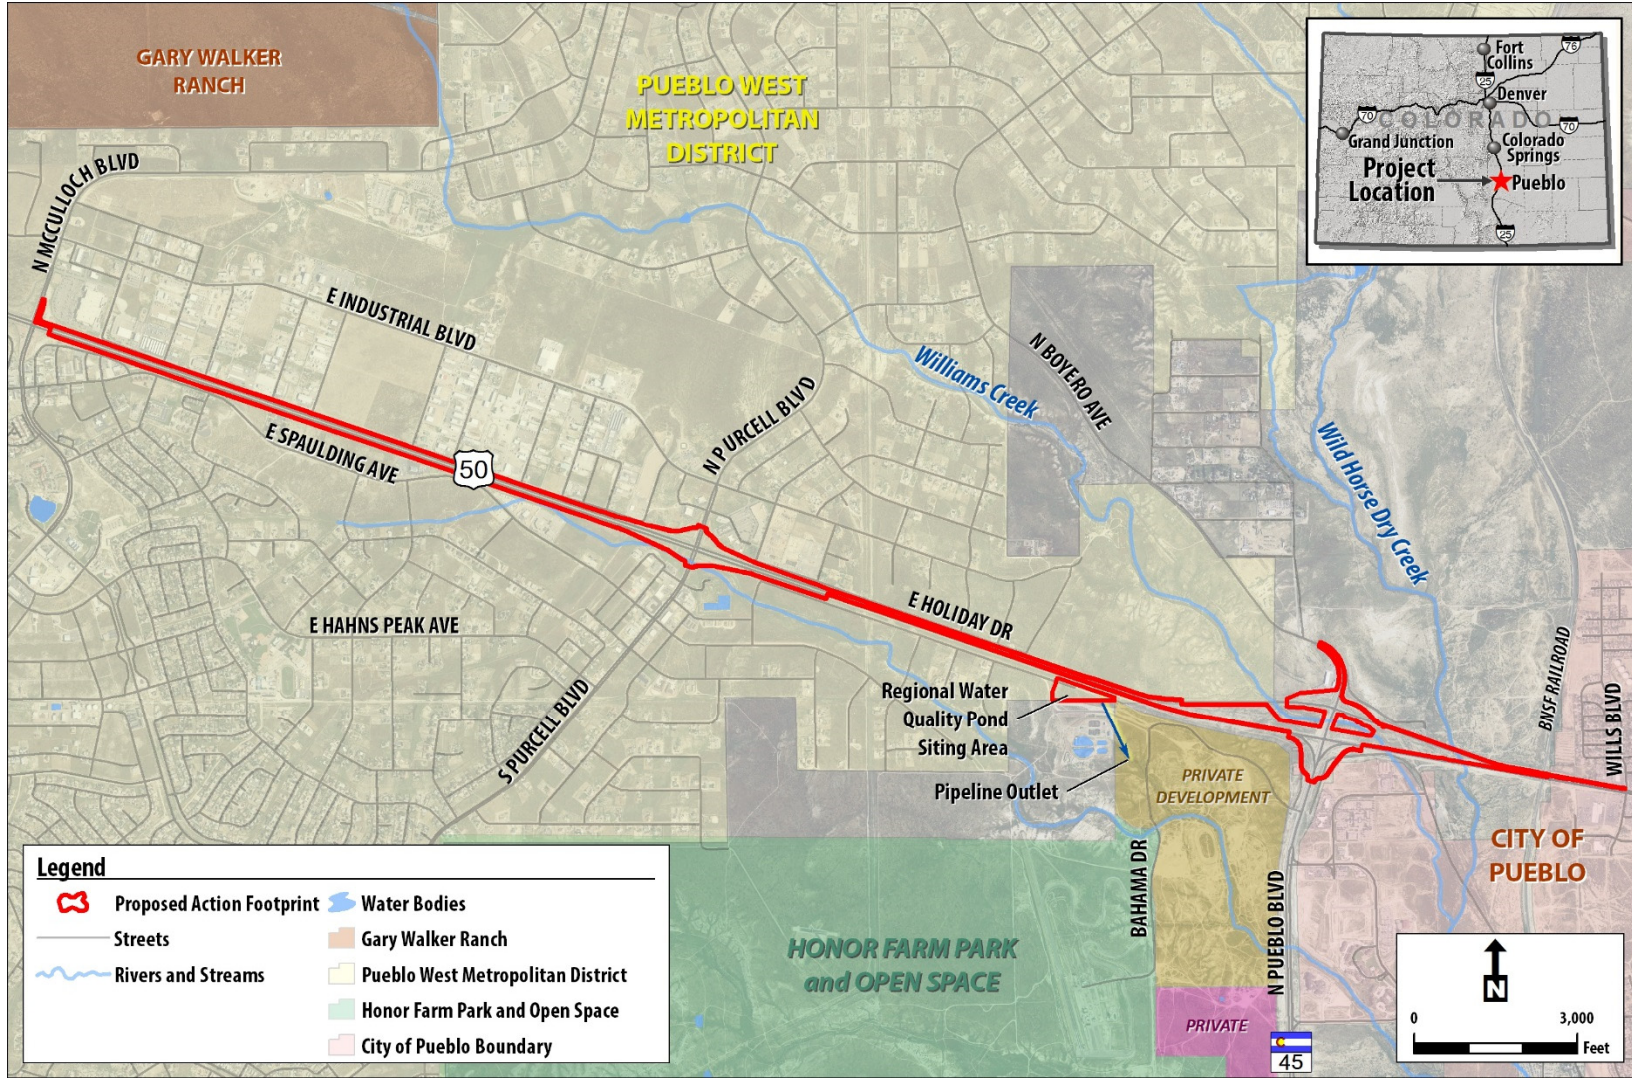 GARY WALKER
RANCH
PUEBLO WEST
METROPOLITAN
DISTRICT
Fort
Collins
76
25
Denver
70
COLORADO
70
Grand Junction
Colorado
Springs
Project
Location
Pueblo
25
N MCCULLOCH BLVD
E INDUSTRIAL BLVD
E SPAULDING AVE
50
N PURCELL BLVD
Williams Creek
N BOYERO AVE
Wild Horse Dry Creek
E HAHNS PEAK AVE
S PURCELL BLVD
E HOLIDAY DR
Regional Water
Quality Pond
Siting Area
Pipeline Outlet
PRIVATE
DEVELOPMENT
BNSF RAILROAD
WILLS BLVD
CITY OF
PUEBLO
BAHAMA DR
N PUEBLO BLVD
HONOR FARM PARK
and OPEN SPACE
PRIVATE
45
Legend
Proposed Action Footprint
Streets
Rivers and Streams
Water Bodies
Gary Walker Ranch
Pueblo West Metropolitan District
Honor Farm Park and Open Space
City of Pueblo Boundary
N
0 3,000
Feet